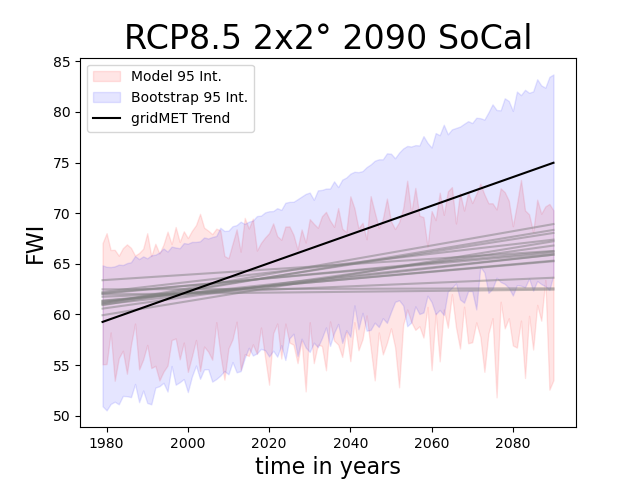 RCP8.5 2x2° 2090 SoCal
Model 95 Int.
Bootstrap 95 Int.
gridMET Trend
FWI
85
80
75
70
65
60
55
50
1980
2000
2020
2040
2060
2080
time in years